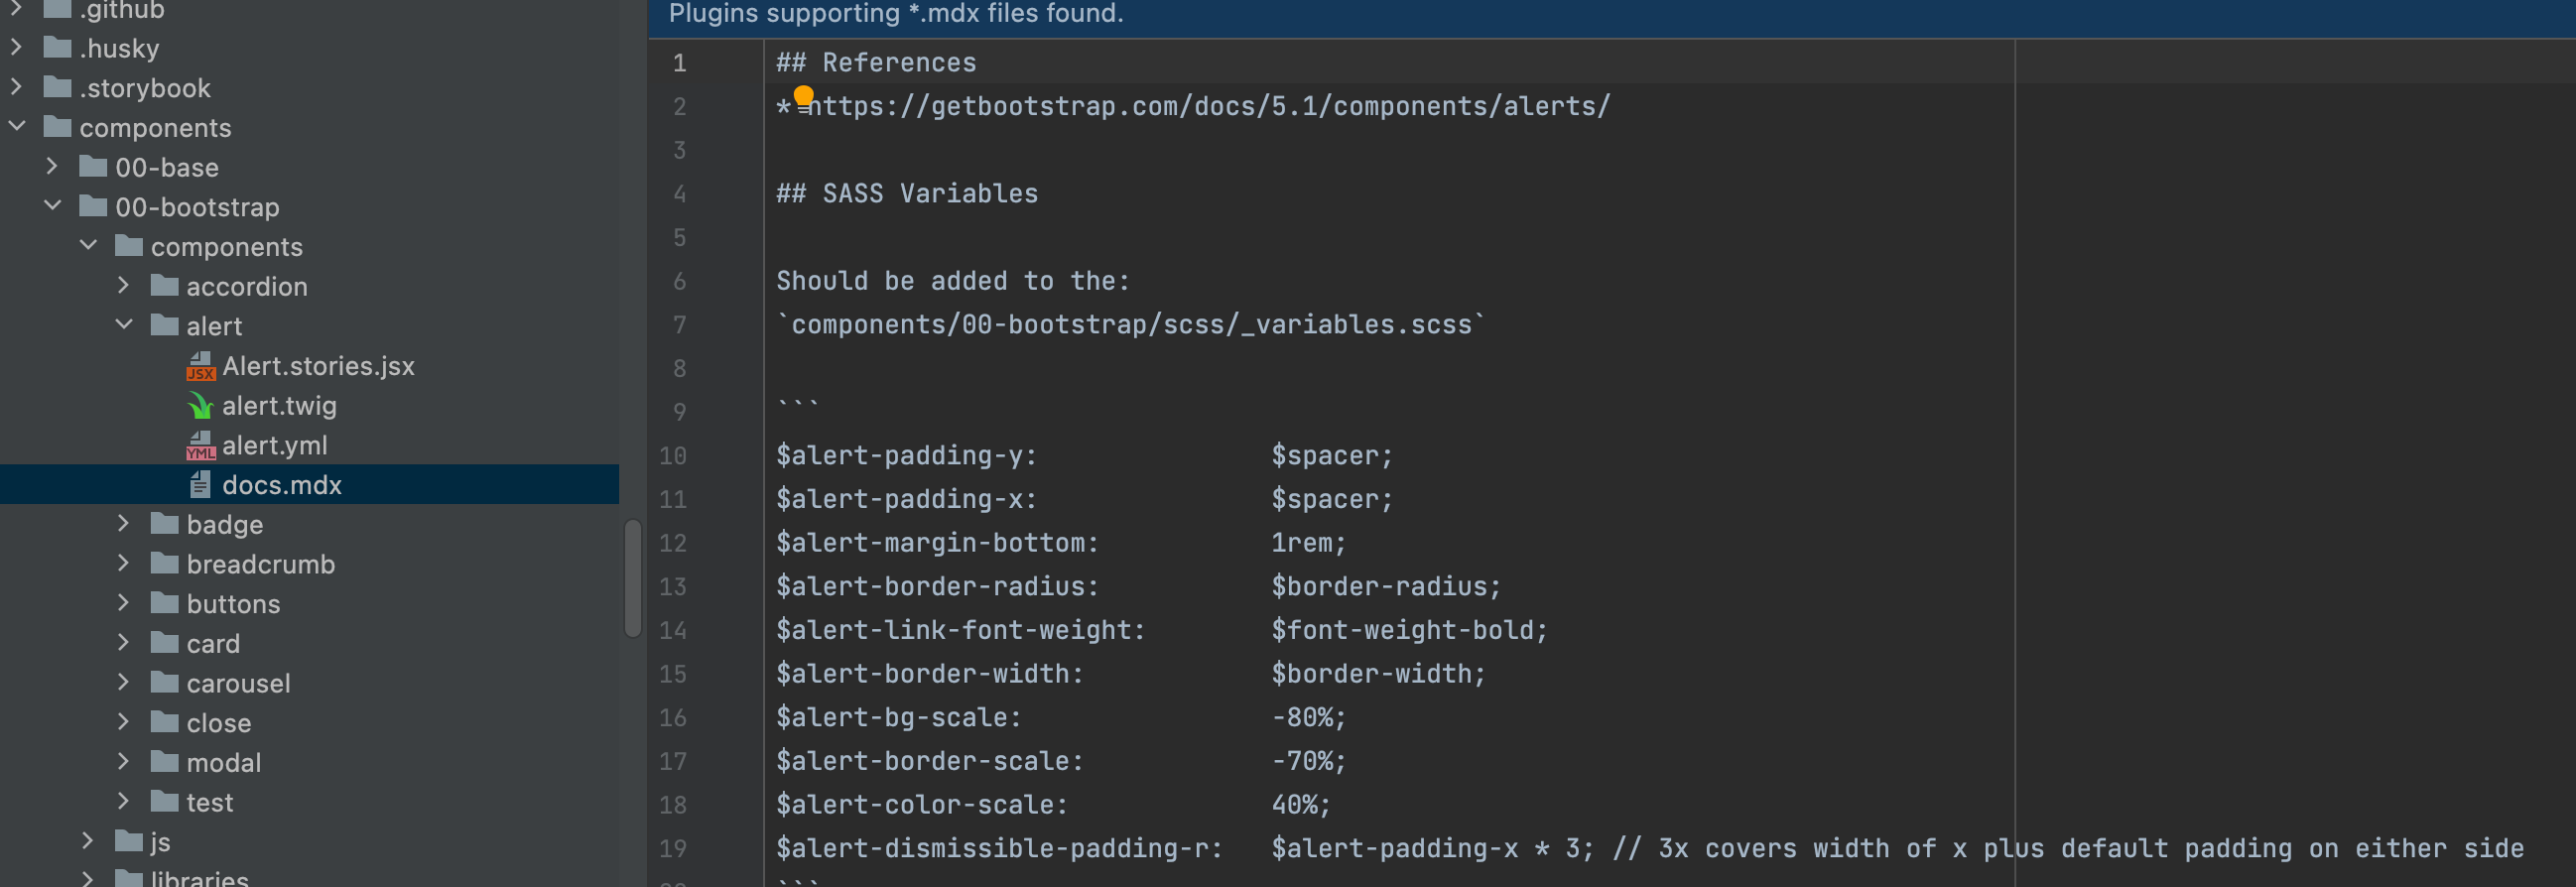 .github
.husky
.storybook
components
00-base
00-bootstrap
components
accordion
alert
Alert.stories.jsx
alert.twig
alert.yml
docs.mdx
badge
breadcrumb
buttons
card
carousel
close
modal
test
js
libraries
Plugins supporting *.mdx files found.
1 ## References
2 * https://getbootstrap.com/docs/5.1/components/alerts/
3
4 ## SASS Variables
5
6 Should be added to the:
7 `components/00-bootstrap/scss/_variables.scss`
8
9 ```
10 $alert-padding-y: $spacer;
11 $alert-padding-x: $spacer;
12 $alert-margin-bottom: 1rem;
13 $alert-border-radius: $border-radius;
14 $alert-link-font-weight: $font-weight-bold;
15 $alert-border-width: $border-width;
16 $alert-bg-scale: -80%;
17 $alert-border-scale: -70%;
18 $alert-color-scale: 40%;
19 $alert-dismissible-padding-r: $alert-padding-x * 3; // 3x covers width of x plus default padding on either side
```